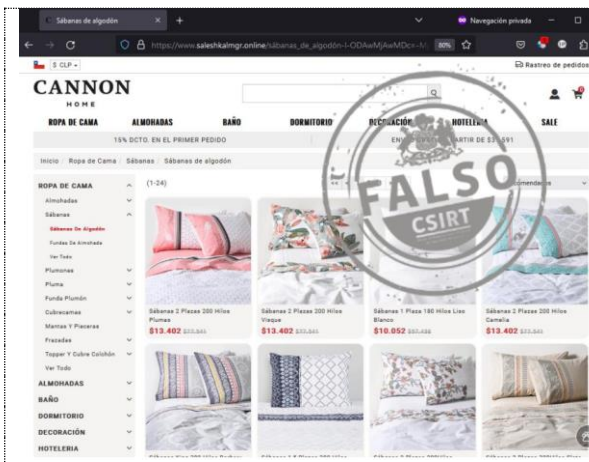 Sábanas de algodón
Navegación privada
https://www.saleshkalmgr.online/sábanas_de_algodón-l-
80%
$ CLP
Rastreo de pedidos
CANNON
HOME
ROPA DE CAMA ALMOHADAS BAÑO DORMITORIO DECORACIÓN HOTELERIA SALE
15% DCTO. EN EL PRIMER PEDIDO
Inicio / Ropa de Cama / Sábanas / Sábanas de algodón
FALSO
CSIRT
(1-24)
ROPA DE CAMA
Almohadas
Sábanas
Sábanas De Algodón
Fundas De Almohada
Ver Todo
Plumones
Pluma
Funda Plumón
Cubrecamas
Mantas Y Pieceras
Frazadas
Topper Y Cubre Colchón
Ver Todo
ALMOHADAS
BAÑO
DORMITORIO
DECORACIÓN
HOTELERIA
Sábanas 2 Plazas 200 Hilos
Plumas
$13.402
Sábanas 2 Plazas 200 Hilos
Vieque
$13.402
Sábanas 1 Plaza 180 Hilos Liso
Blanco
$10.052
Sábanas 2 Plazas 200 Hilos
Camelia
$13.402